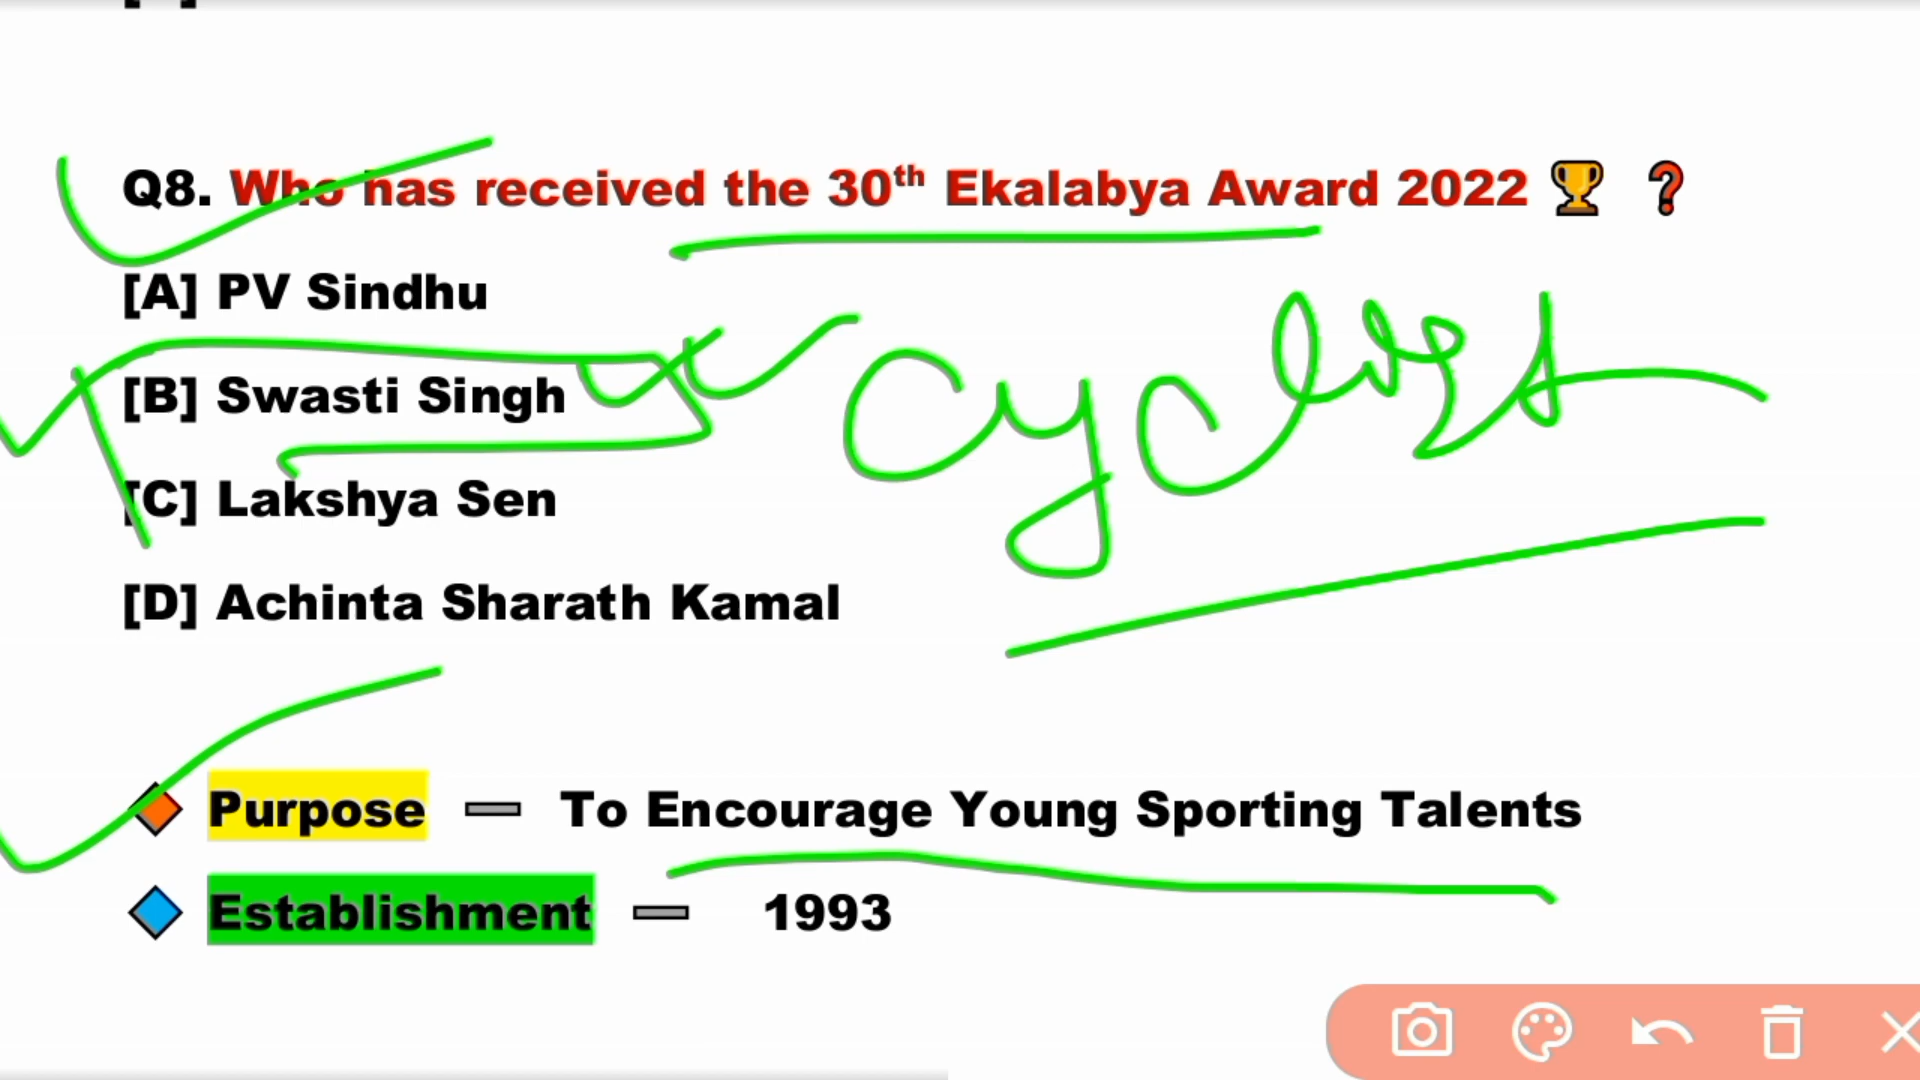 Q8. Who has received the 30th Ekalabya Award 2022 🏆 ❓
[A] PV Sindhu
[B] Swasti Singh
cyclist
[C] Lakshya Sen
[D] Achinta Sharath Kamal
Purpose — To Encourage Young Sporting Talents
Establishment — 1993